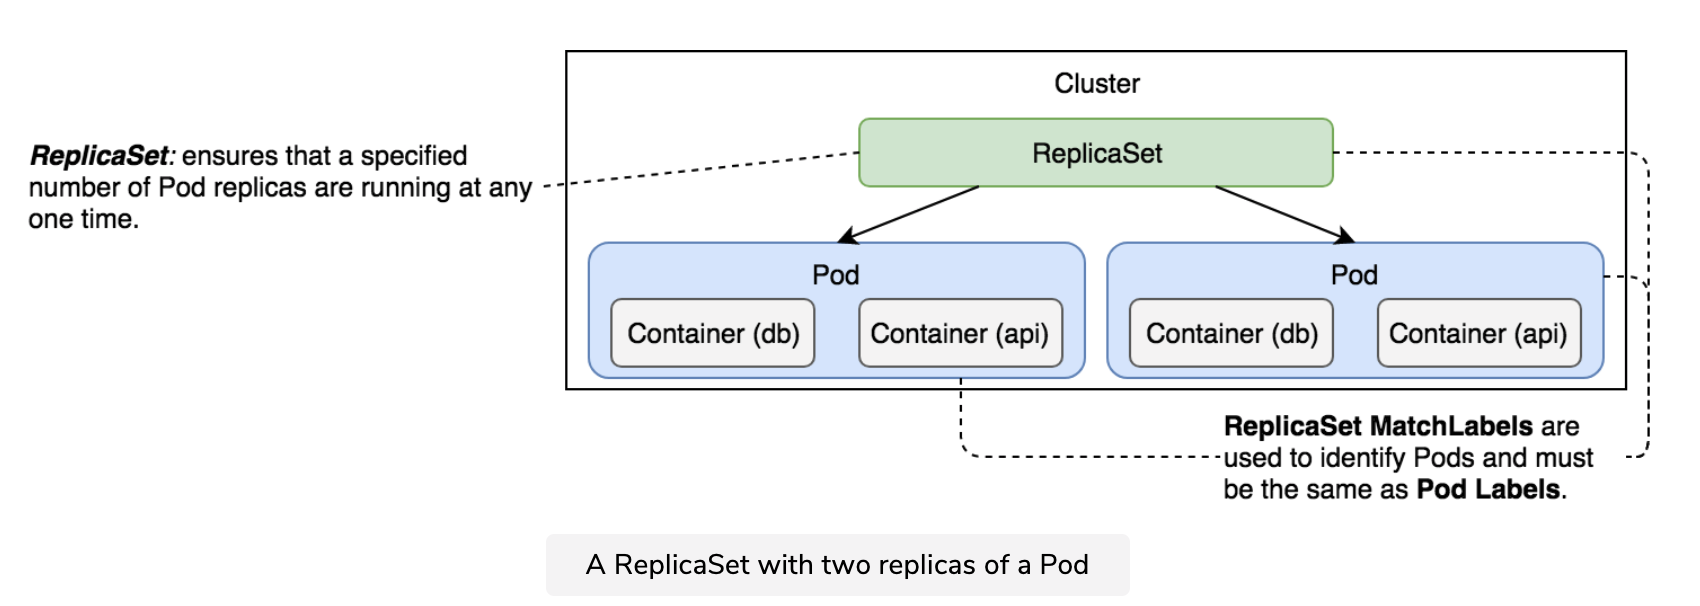 Cluster
ReplicaSet
ReplicaSet: ensures that a specified
number of Pod replicas are running at any
one time.
Pod
Container (db)
Container (api)
Pod
Container (db)
Container (api)
ReplicaSet MatchLabels are
used to identify Pods and must
be the same as Pod Labels.
A ReplicaSet with two replicas of a Pod